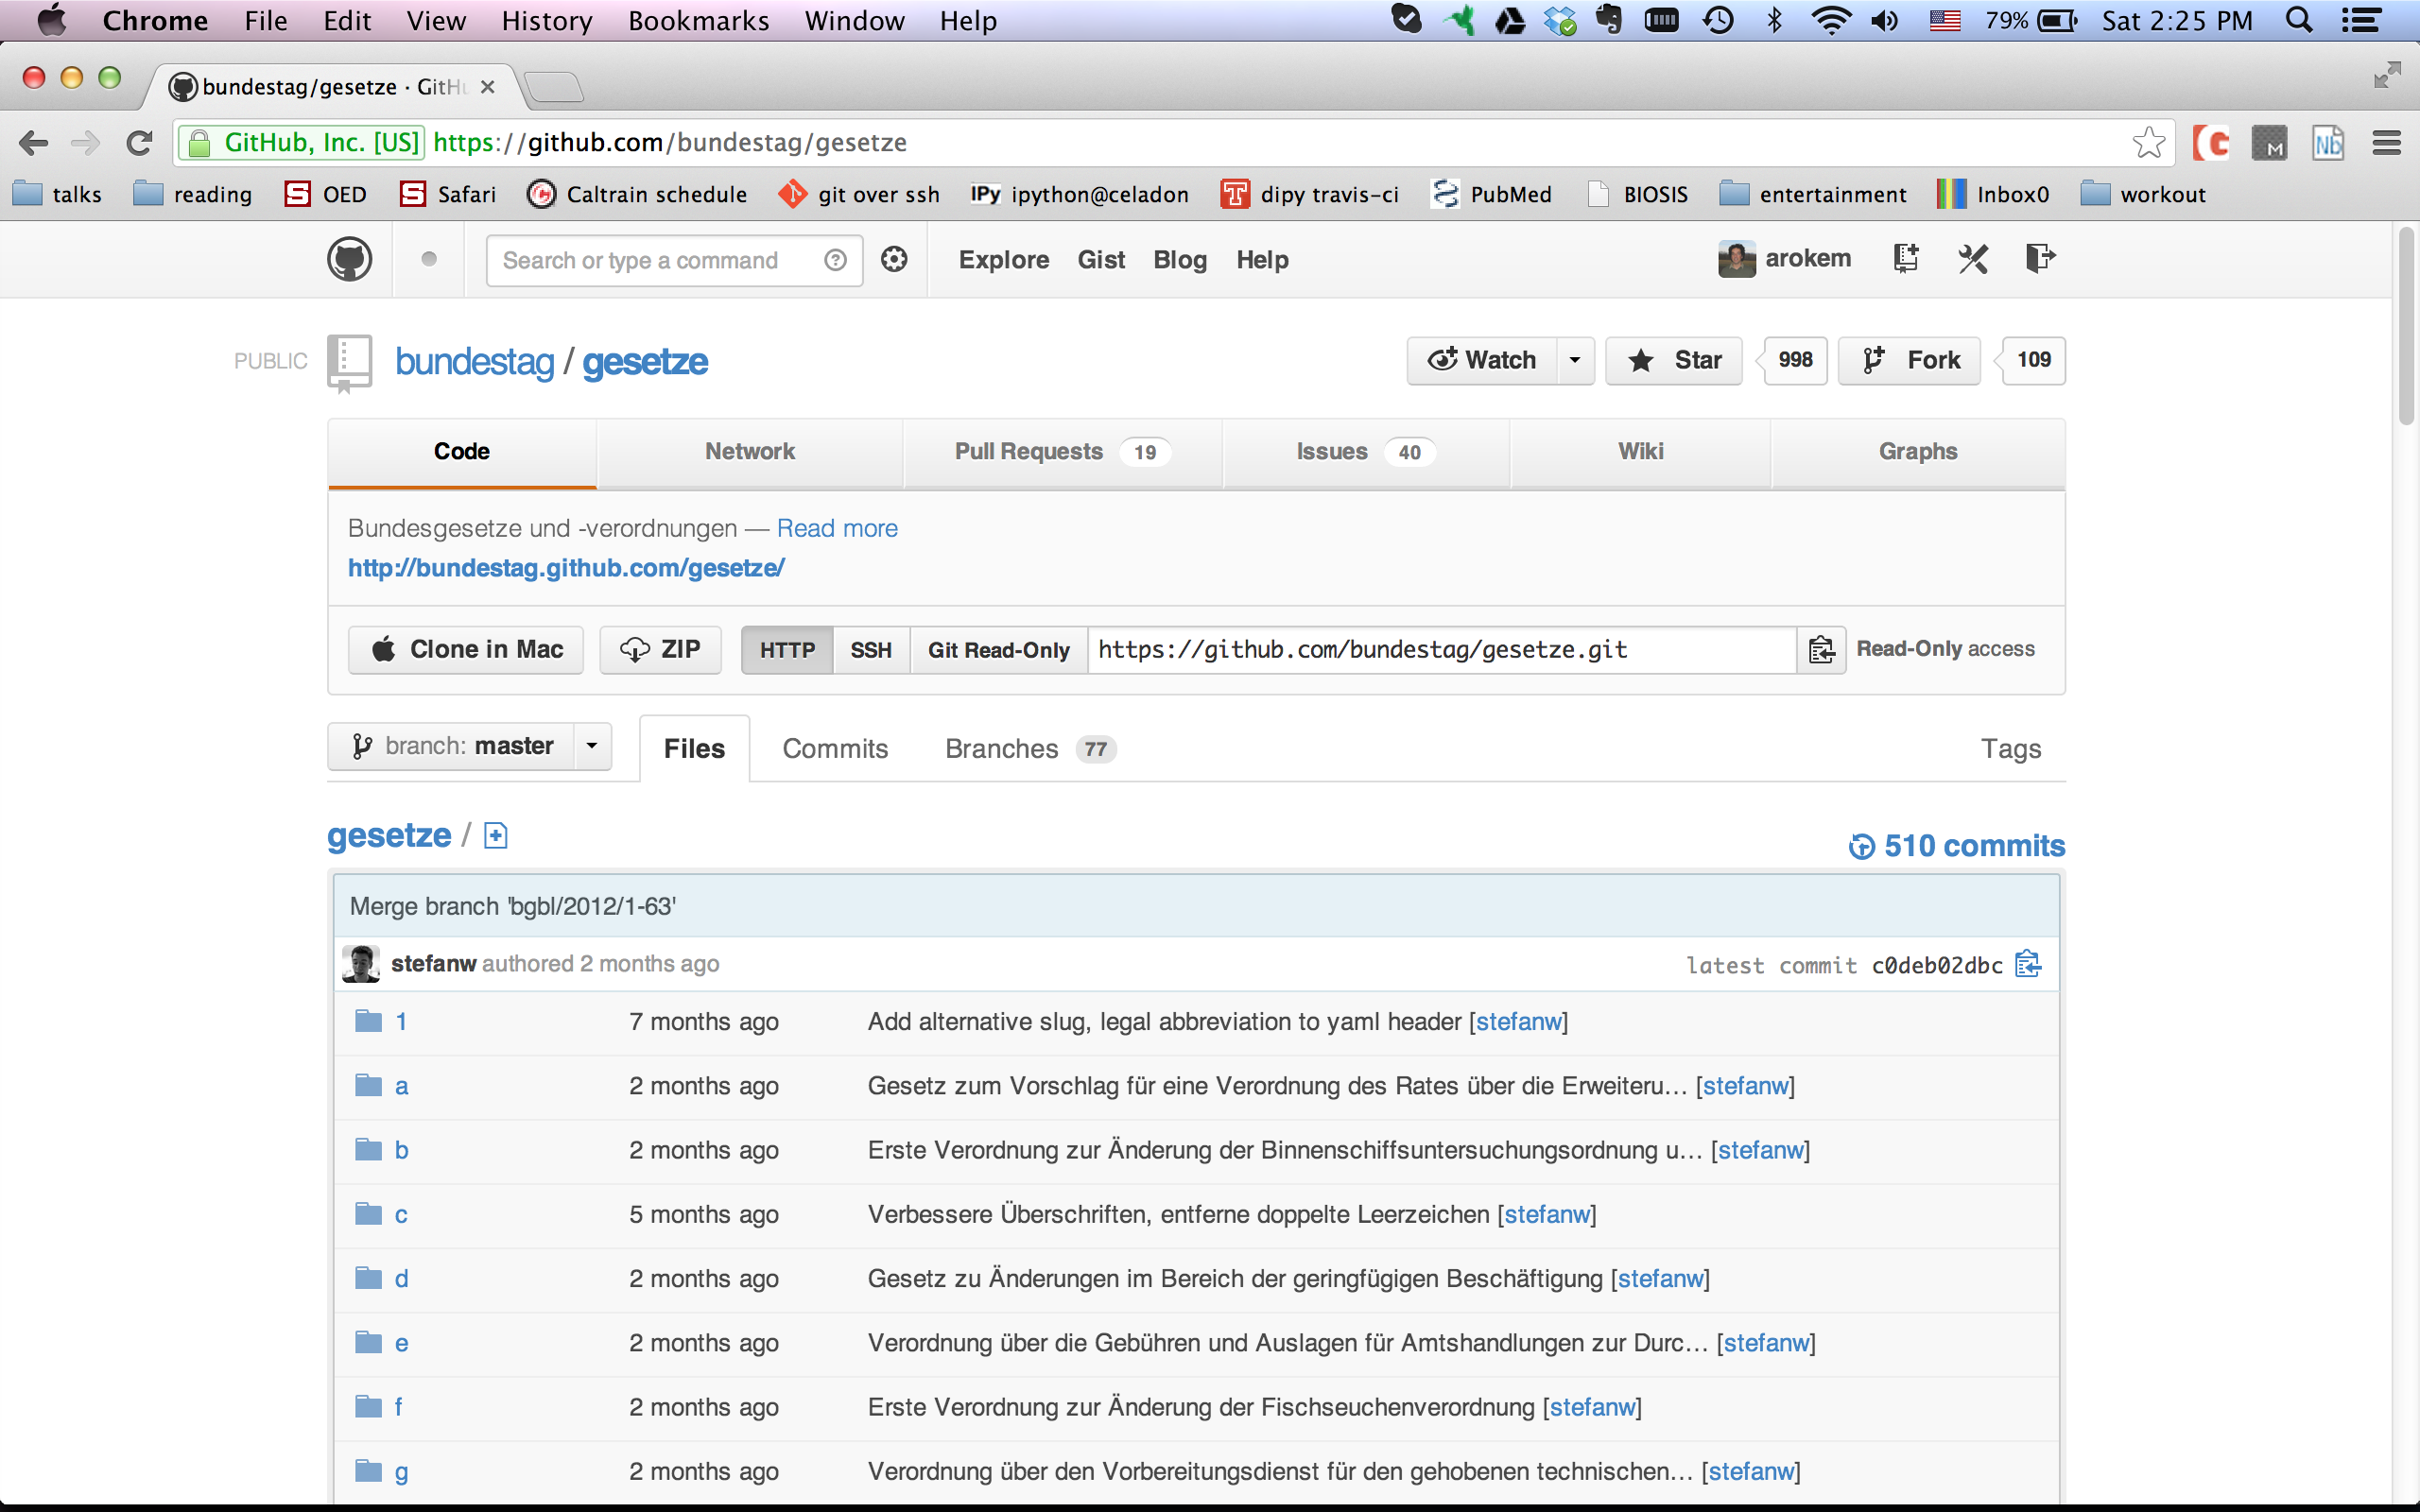 Chrome File Edit View History Bookmarks Window Help 79% Sat 2:25 PM
bundestag/gesetze · GitHu
GitHub, Inc. [US] https://github.com/bundestag/gesetze
talks reading OED Safari Caltrain schedule git over ssh IPy ipython@celadon dipy travis-ci PubMed BIOSIS entertainment Inbox0 workout
Search or type a command Explore Gist Blog Help arokem
PUBLIC bundestag / gesetze Watch Star 998 Fork 109
Code Network Pull Requests 19 Issues 40 Wiki Graphs
Bundesgesetze und -verordnungen — Read more
http://bundestag.github.com/gesetze/
Clone in Mac ZIP HTTP SSH Git Read-Only https://github.com/bundestag/gesetze.git Read-Only access
branch: master Files Commits Branches 77 Tags
gesetze / 510 commits
Merge branch 'bgbl/2012/1-63'
stefanw authored 2 months ago latest commit c0deb02dbc
1 7 months ago Add alternative slug, legal abbreviation to yaml header [stefanw]
a 2 months ago Gesetz zum Vorschlag für eine Verordnung des Rates über die Erweiteru… [stefanw]
b 2 months ago Erste Verordnung zur Änderung der Binnenschiffsuntersuchungsordnung u… [stefanw]
c 5 months ago Verbessere Überschriften, entferne doppelte Leerzeichen [stefanw]
d 2 months ago Gesetz zu Änderungen im Bereich der geringfügigen Beschäftigung [stefanw]
e 2 months ago Verordnung über die Gebühren und Auslagen für Amtshandlungen zur Durc… [stefanw]
f 2 months ago Erste Verordnung zur Änderung der Fischseuchenverordnung [stefanw]
g 2 months ago Verordnung über den Vorbereitungsdienst für den gehobenen technischen… [stefanw]